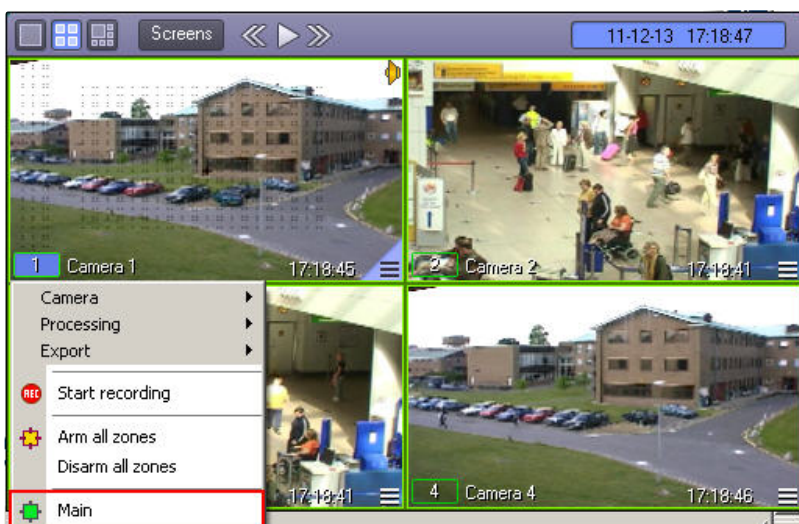 Screens
11-12-13 17:18:47
1 Camera 1 17:18:45
2 Camera 2 17:18:41
Camera
Processing
Export
REC Start recording
Arm all zones
Disarm all zones
Main
17:18:41
4 Camera 4 17:18:46